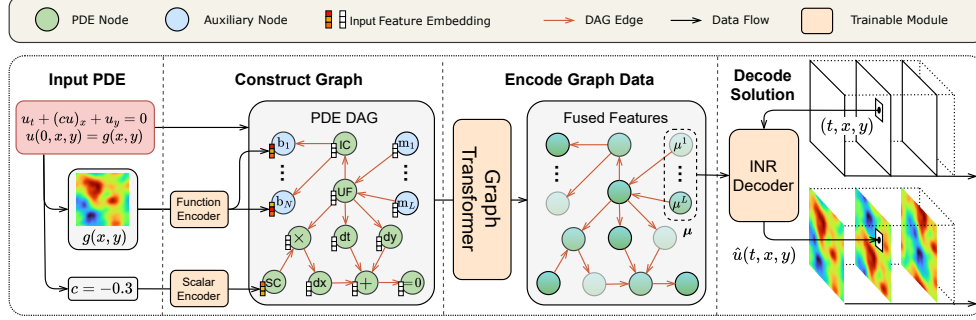 PDE Node
Auxiliary Node
Input Feature Embedding
DAG Edge
Data Flow
Trainable Module
Input PDE
Construct Graph
Encode Graph Data
Decode
Solution
u_t + (cu)_x + u_y = 0
u(0, x, y) = g(x, y)
g(x, y)
c = −0.3
Function
Encoder
Scalar
Encoder
PDE DAG
b_1
IC
m_1
⋮
⋮
b_N
UF
m_L
×
dt
dy
SC
dx
+
=0
Graph
Transformer
Fused Features
μ^1
⋮
μ^L
μ
INR
Decoder
(t, x, y)
û(t, x, y)